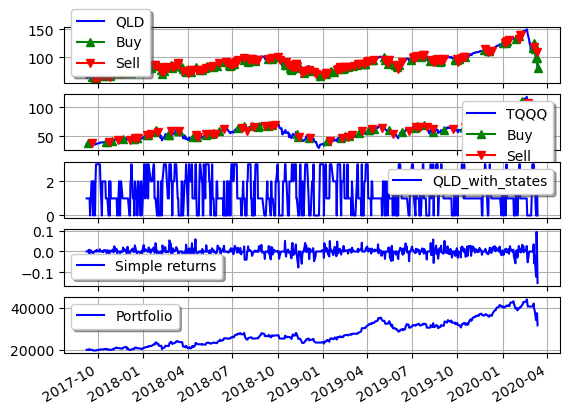 150
100
QLD
Buy
Sell
100
50
TQQQ
Buy
Sell
2
0
QLD_with_states
0.1
0.0
−0.1
Simple returns
40000
20000
Portfolio
2017-10 2018-01 2018-04 2018-07 2018-10 2019-01 2019-04 2019-07 2019-10 2020-01 2020-04